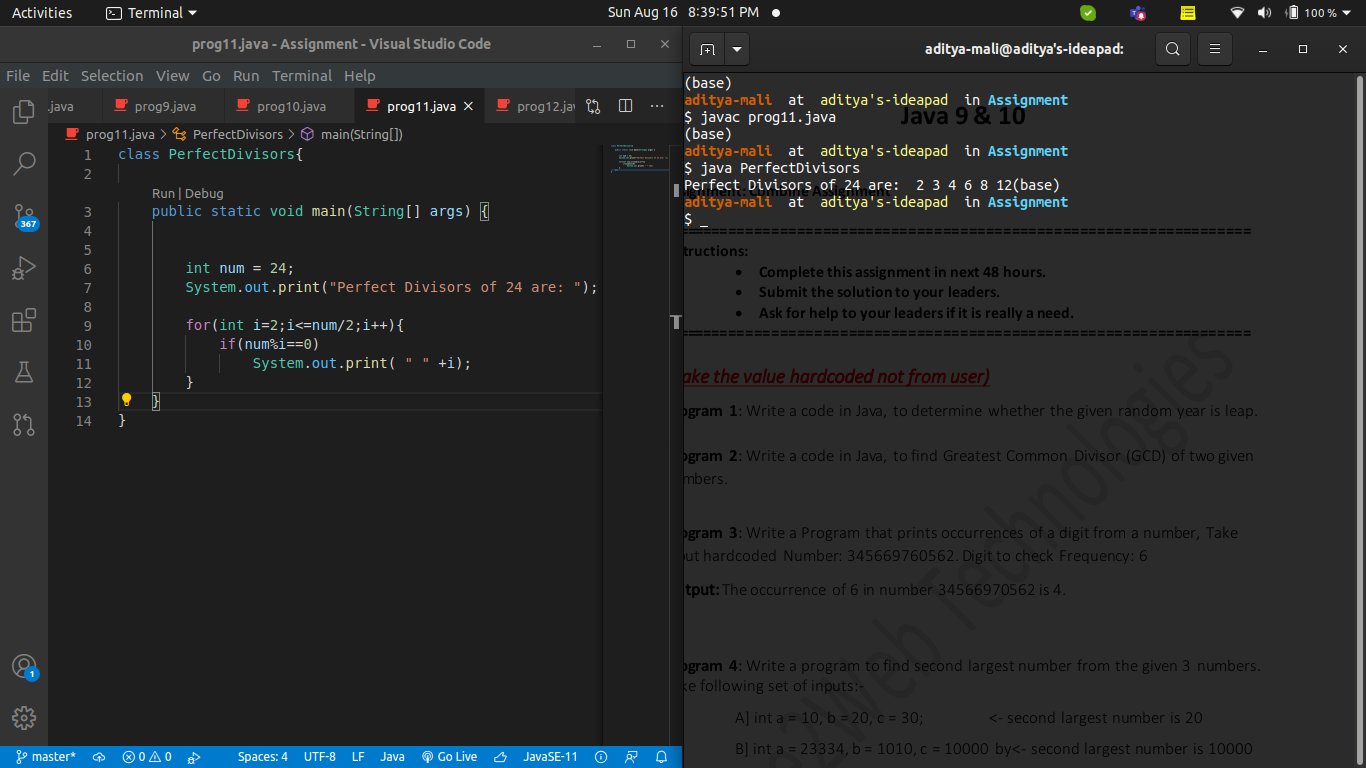 Activities Terminal Sun Aug 16 8:39:51 PM 100 %
prog11.java - Assignment - Visual Studio Code
File Edit Selection View Go Run Terminal Help
.java prog9.java prog10.java prog11.java prog12.jav
prog11.java > PerfectDivisors > main(String[])
1 class PerfectDivisors{
2
Run | Debug
3 public static void main(String[] args) {
4
5
6 int num = 24;
7 System.out.print("Perfect Divisors of 24 are: ");
8
9 for(int i=2;i<=num/2;i++){
10 if(num%i==0)
11 System.out.print( " " +i);
12 }
13 }
14 }
367
1
master* 0 0 Spaces: 4 UTF-8 LF Java Go Live JavaSE-11
aditya-mali@aditya's-ideapad:
(base)
aditya-mali at aditya's-ideapad in Assignment
$ javac prog11.java
(base)
aditya-mali at aditya's-ideapad in Assignment
$ java PerfectDivisors
Perfect Divisors of 24 are:  2 3 4 6 8 12(base)
aditya-mali at aditya's-ideapad in Assignment
$ _
Java 9 & 10
tructions:
• Complete this assignment in next 48 hours.
• Submit the solution to your leaders.
• Ask for help to your leaders if it is really a need.
ake the value hardcoded not from user)
ogram 1: Write a code in Java, to determine whether the given random year is leap.
ogram 2: Write a code in Java, to find Greatest Common Divisor (GCD) of two given
mbers.
ogram 3: Write a Program that prints occurrences of a digit from a number, Take
out hardcoded Number: 345669760562. Digit to check Frequency: 6
tput: The occurrence of 6 in number 34566970562 is 4.
ogram 4: Write a program to find second largest number from the given 3 numbers.
ke following set of inputs:-
A] int a = 10, b = 20, c = 30; <- second largest number is 20
B] int a = 23334, b = 1010, c = 10000 by<- second largest number is 10000
e2Web Technologies